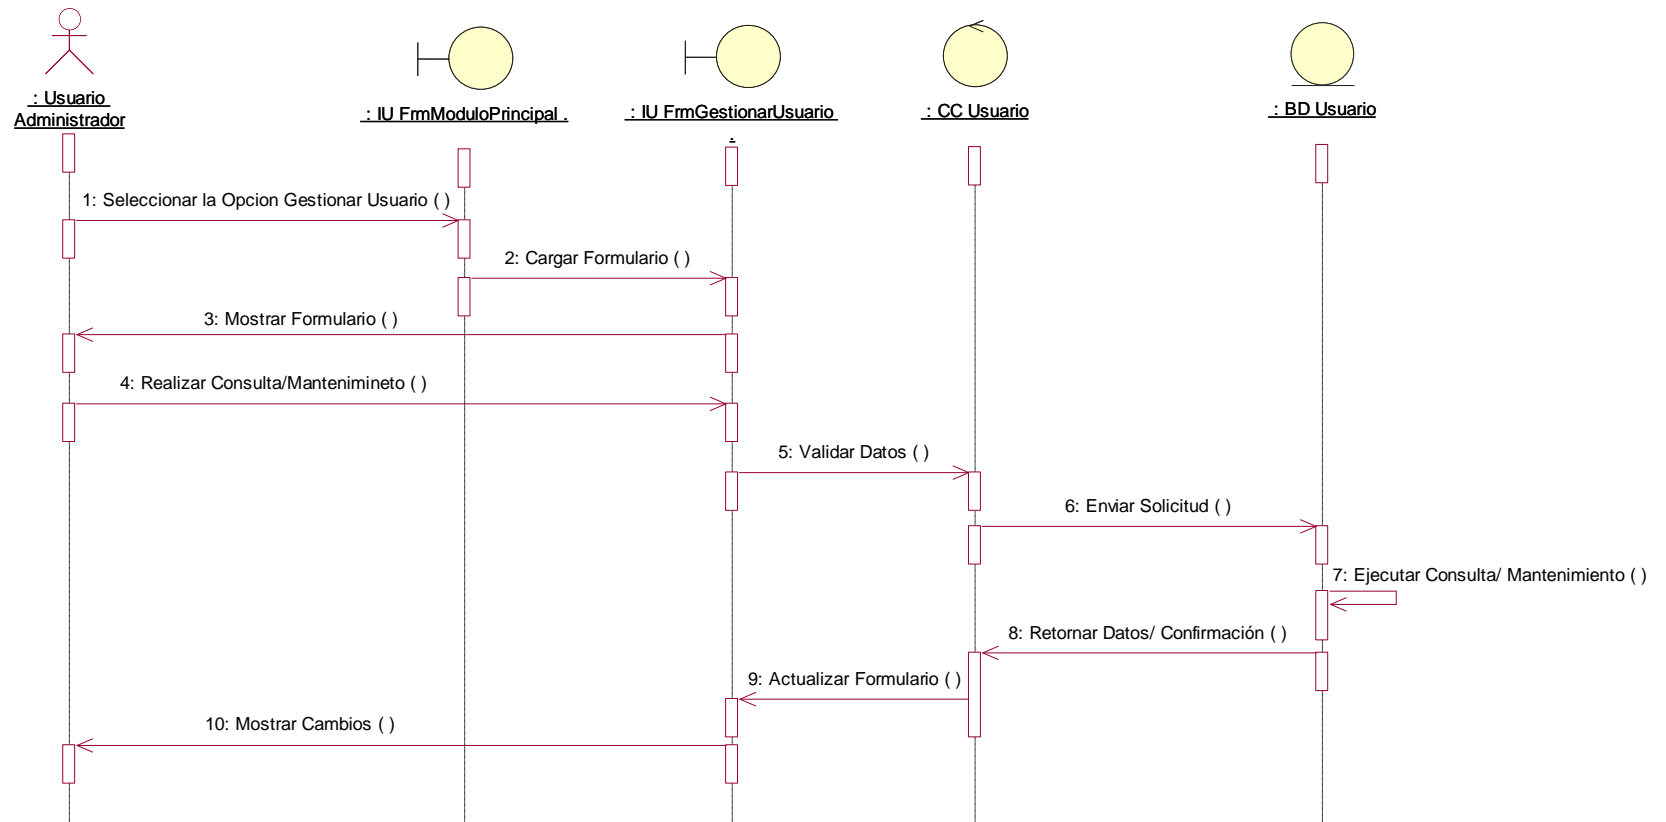 : Usuario
Administrador
: IU FrmModuloPrincipal .
: IU FrmGestionarUsuario
.
: CC Usuario
: BD Usuario
1: Seleccionar la Opcion Gestionar Usuario ( )
2: Cargar Formulario ( )
3: Mostrar Formulario ( )
4: Realizar Consulta/Mantenimineto ( )
5: Validar Datos ( )
6: Enviar Solicitud ( )
7: Ejecutar Consulta/ Mantenimiento ( )
8: Retornar Datos/ Confirmación ( )
9: Actualizar Formulario ( )
10: Mostrar Cambios ( )